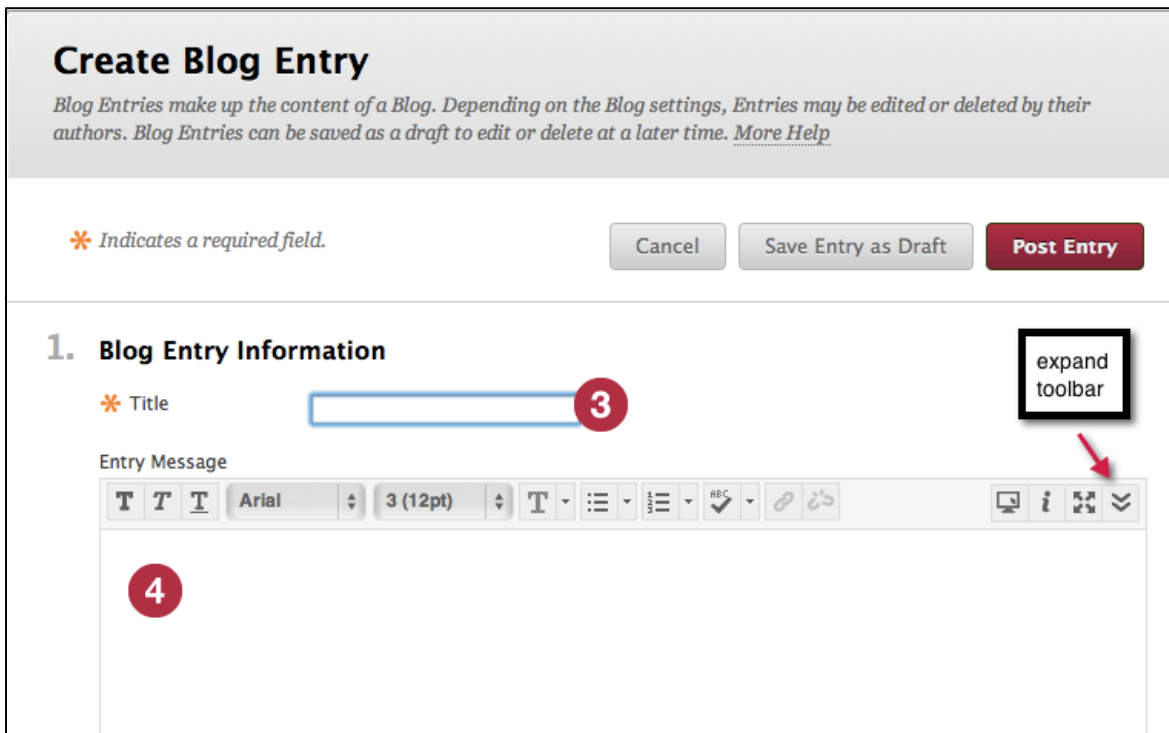 Create Blog Entry
Blog Entries make up the content of a Blog. Depending on the Blog settings, Entries may be edited or deleted by their
authors. Blog Entries can be saved as a draft to edit or delete at a later time. More Help
Indicates a required field.
Cancel Save Entry as Draft Post Entry
1. Blog Entry Information
expand
toolbar
Title 3
Entry Message
T T T Arial 3 (12pt) T ABC i
4